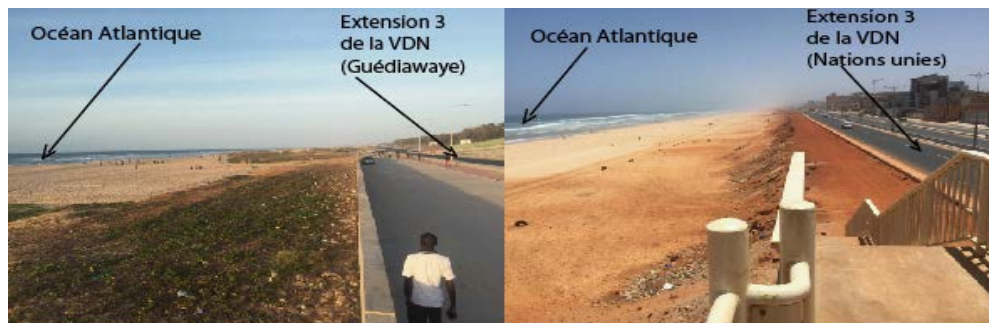 Océan Atlantique
Extension 3
de la VDN
(Guédiawaye)
Océan Atlantique
Extension 3
de la VDN
(Nations unies)